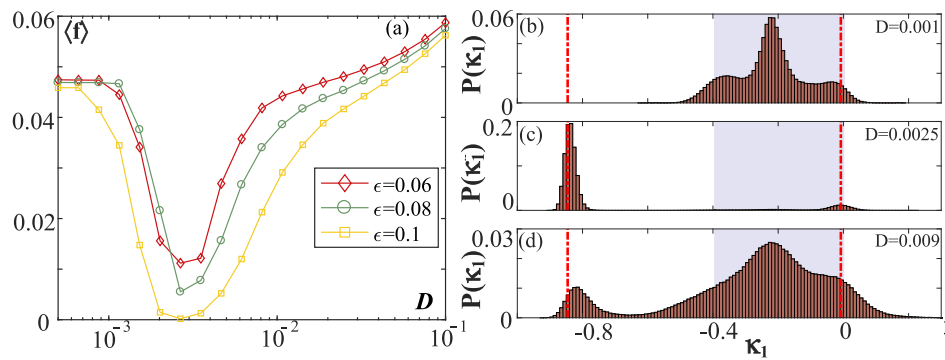 ⟨f⟩
(a)
0.06
0.04
0.02
0
10⁻³
10⁻²
10⁻¹
D
ϵ=0.06
ϵ=0.08
ϵ=0.1
(b)
D=0.001
0.06
0
P(κ₁)
(c)
D=0.0025
0.2
0
P(κ₁)
(d)
D=0.009
0.03
0
P(κ₁)
-0.8
-0.4
0
κ₁